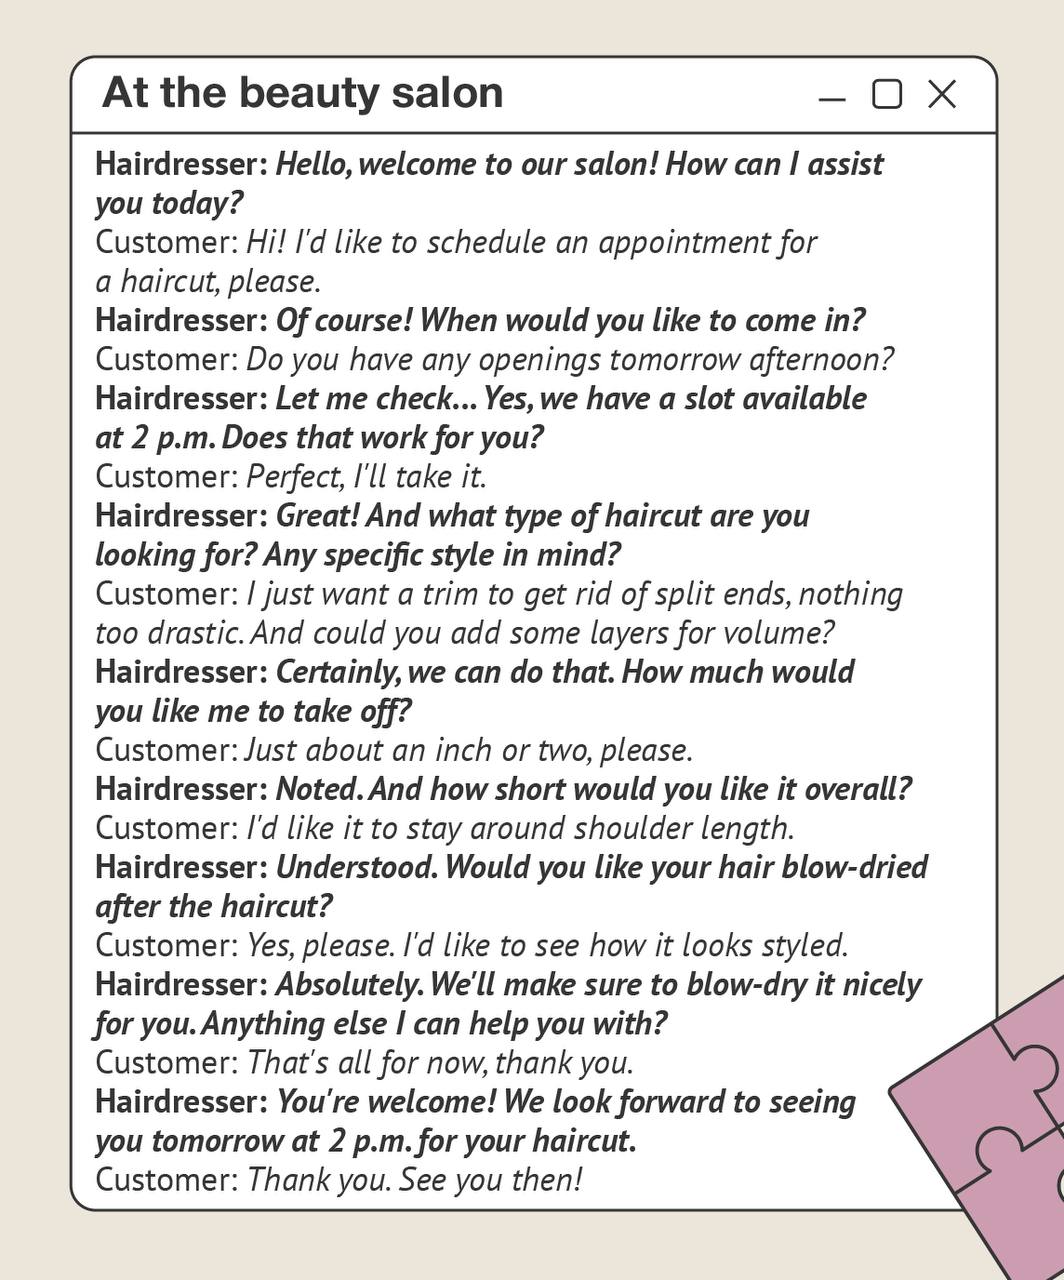 At the beauty salon
Hairdresser: Hello, welcome to our salon! How can I assist
you today?
Customer: Hi! I'd like to schedule an appointment for
a haircut, please.
Hairdresser: Of course! When would you like to come in?
Customer: Do you have any openings tomorrow afternoon?
Hairdresser: Let me check... Yes, we have a slot available
at 2 p.m. Does that work for you?
Customer: Perfect, I'll take it.
Hairdresser: Great! And what type of haircut are you
looking for? Any specific style in mind?
Customer: I just want a trim to get rid of split ends, nothing
too drastic. And could you add some layers for volume?
Hairdresser: Certainly, we can do that. How much would
you like me to take off?
Customer: Just about an inch or two, please.
Hairdresser: Noted. And how short would you like it overall?
Customer: I'd like it to stay around shoulder length.
Hairdresser: Understood. Would you like your hair blow-dried
after the haircut?
Customer: Yes, please. I'd like to see how it looks styled.
Hairdresser: Absolutely. We'll make sure to blow-dry it nicely
for you. Anything else I can help you with?
Customer: That's all for now, thank you.
Hairdresser: You're welcome! We look forward to seeing
you tomorrow at 2 p.m. for your haircut.
Customer: Thank you. See you then!